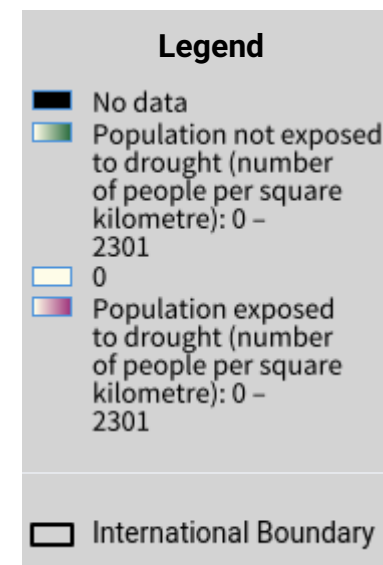 Legend
No data
Population not exposed
to drought (number
of people per square
kilometre): 0 –
2301
0
Population exposed
to drought (number
of people per square
kilometre): 0 –
2301
International Boundary